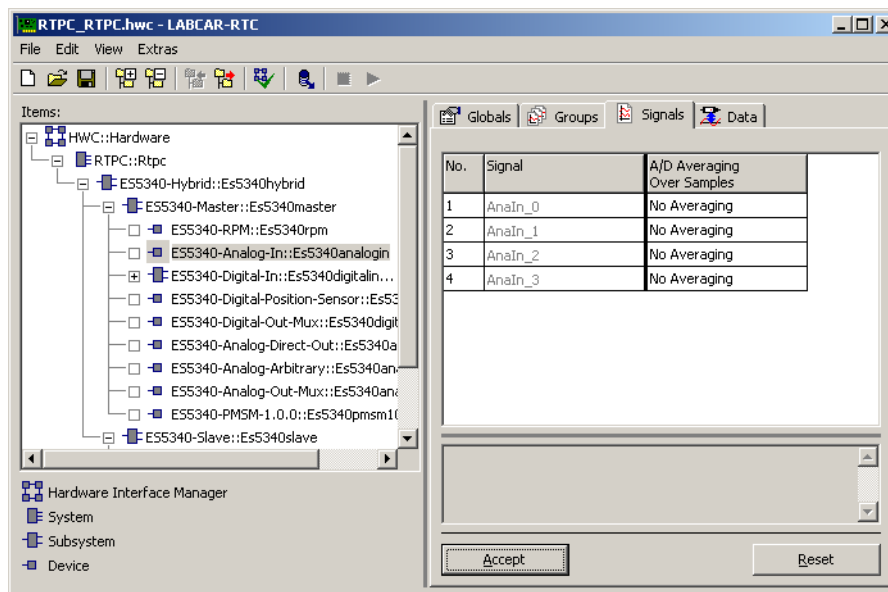 RTPC_RTPC.hwc - LABCAR-RTC
File Edit View Extras
Items:
HWC::Hardware
RTPC::Rtpc
ES5340-Hybrid::Es5340hybrid
ES5340-Master::Es5340master
ES5340-RPM::Es5340rpm
ES5340-Analog-In::Es5340analogin
ES5340-Digital-In::Es5340digitalin...
ES5340-Digital-Position-Sensor::Es53
ES5340-Digital-Out-Mux::Es5340digit
ES5340-Analog-Direct-Out::Es5340a
ES5340-Analog-Arbitrary::Es5340an
ES5340-Analog-Out-Mux::Es5340ana
ES5340-PMSM-1.0.0::Es5340pmsm10
ES5340-Slave::Es5340slave
Hardware Interface Manager
System
Subsystem
Device
Globals Groups Signals Data
No. Signal A/D Averaging
Over Samples
1 AnaIn_0 No Averaging
2 AnaIn_1 No Averaging
3 AnaIn_2 No Averaging
4 AnaIn_3 No Averaging
Accept Reset